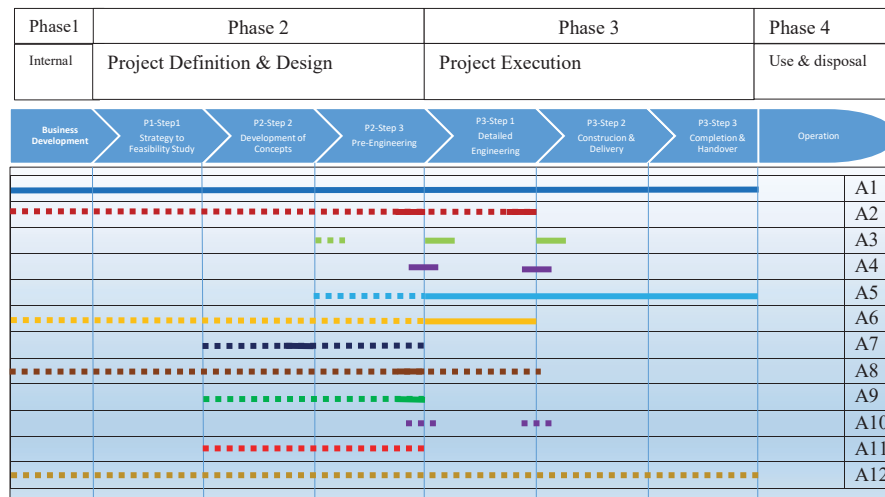 Phase1
Phase 2
Phase 3
Phase 4
Internal
Project Definition & Design
Project Execution
Use & disposal
Business
Development
P1-Step1
Strategy to
Feasibility Study
P2-Step 2
Development of
Concepts
P2-Step 3
Pre-Engineering
P3-Step 1
Detailed
Engineering
P3-Step 2
Construcion &
Delivery
P3-Step 3
Completion &
Handover
Operation
A1
A2
A3
A4
A5
A6
A7
A8
A9
A10
A11
A12